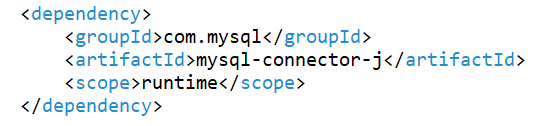 <dependency>
    <groupId>com.mysql</groupId>
    <artifactId>mysql-connector-j</artifactId>
    <scope>runtime</scope>
</dependency>